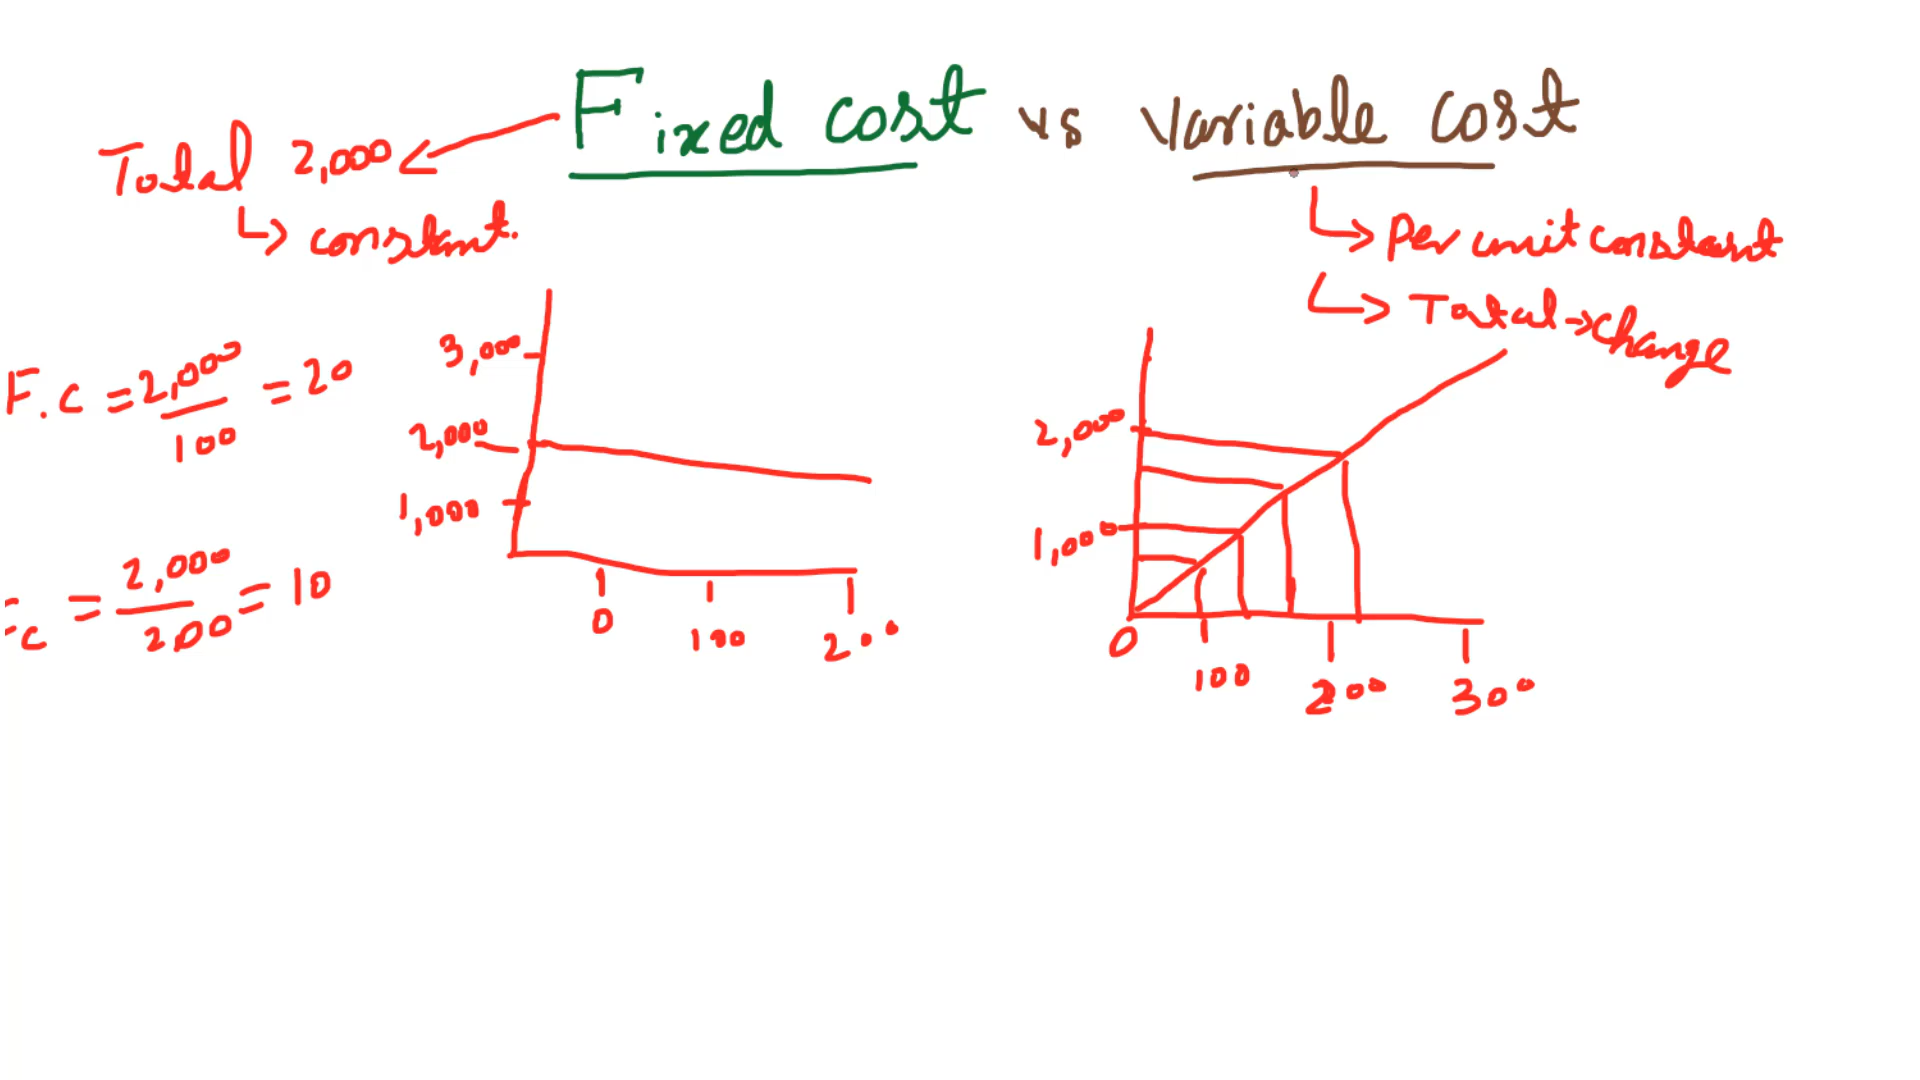 Fixed cost vs Variable cost
Total 2,000
constant.
Per unit constant
Total → change
F.C = 2,000 / 100 = 20
3,000
2,000
1,000
0 100 200
Fc = 2,000 / 200 = 10
2,000
1,000
0 100 200 300